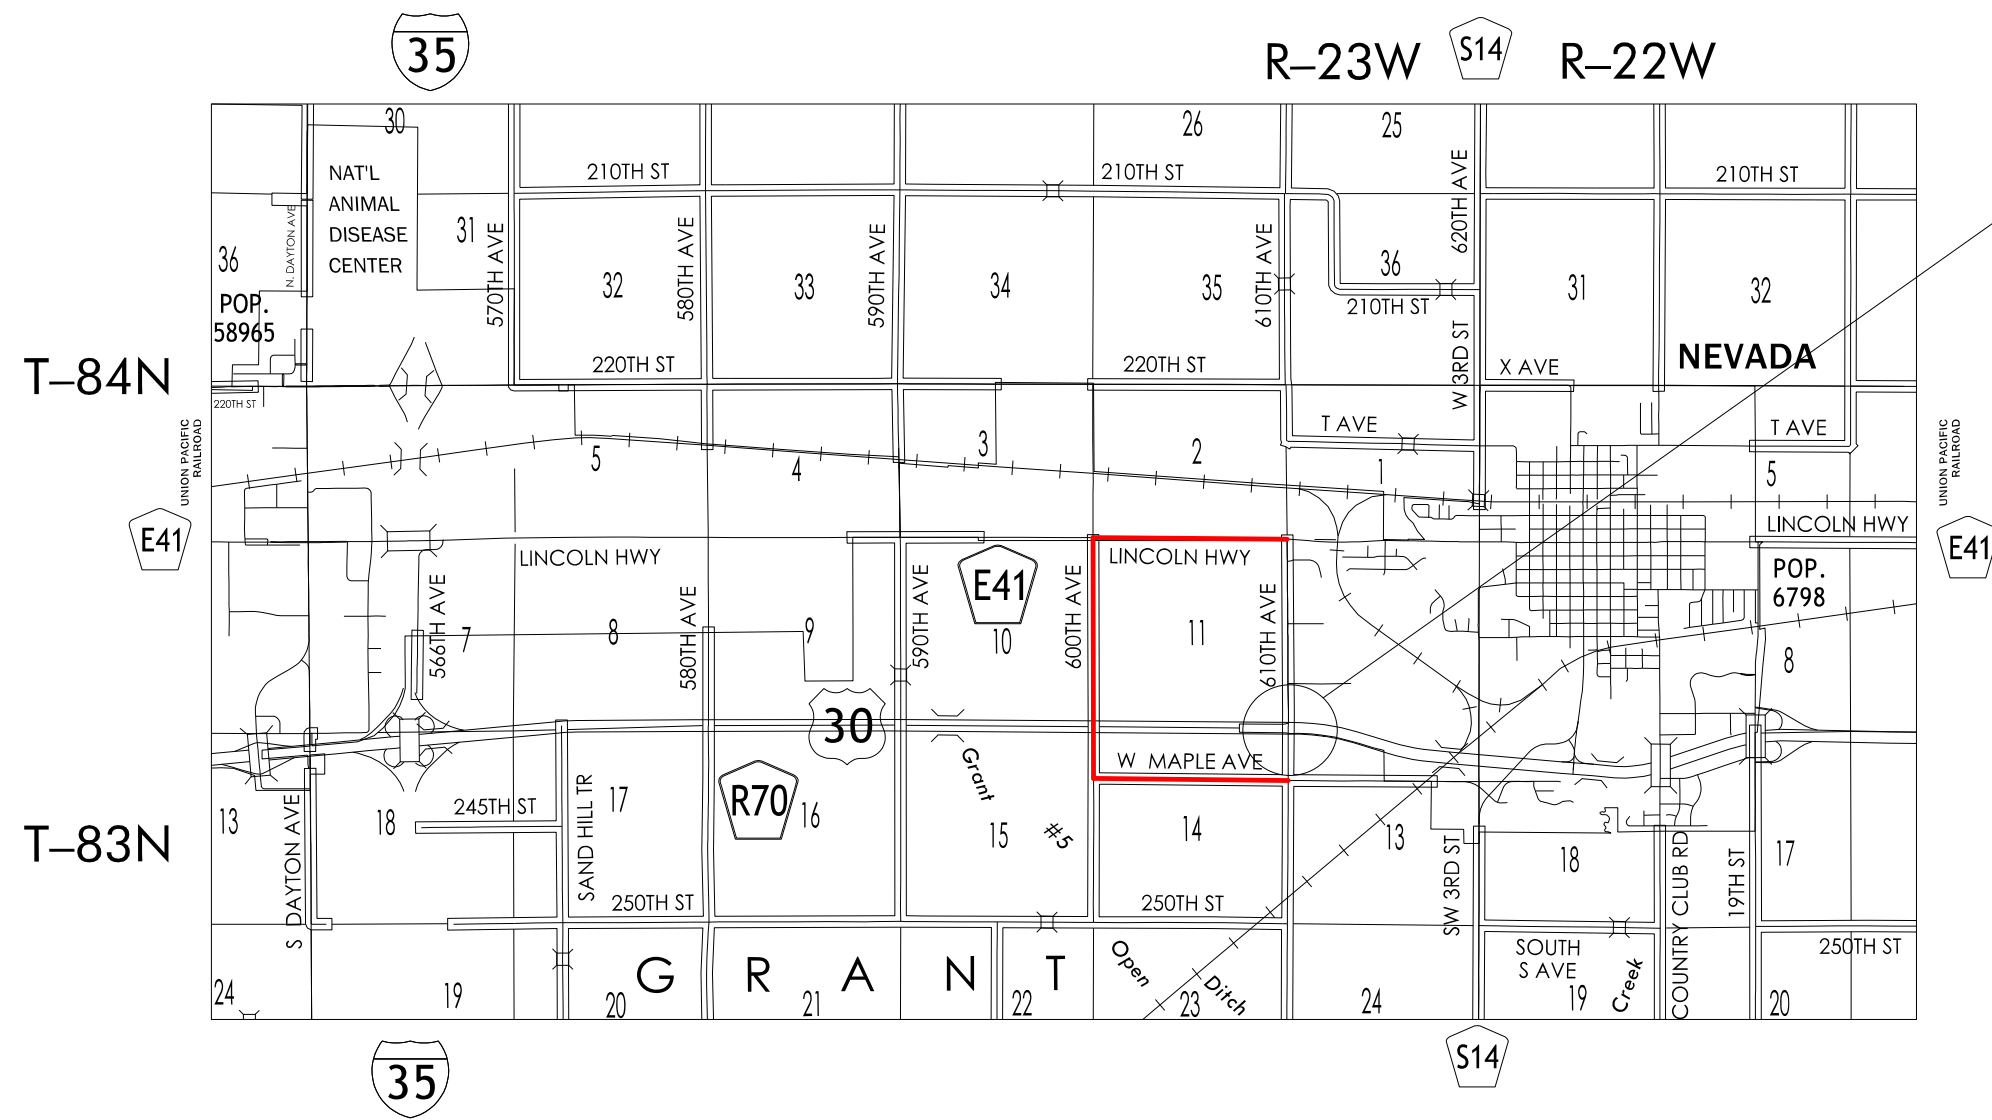 35
R–23W
S14
R–22W
30
26
25
NAT'L
ANIMAL
DISEASE
CENTER
210TH ST
210TH ST
210TH ST
N. DAYTON AVE
31
570TH AVE
580TH AVE
590TH AVE
610TH AVE
620TH AVE
36
32
33
34
35
36
31
32
POP.
58965
210TH ST
T–84N
220TH ST
220TH ST
W 3RD ST
X AVE
NEVADA
220TH ST
UNION PACIFIC
RAILROAD
T AVE
T AVE
UNION PACIFIC
RAILROAD
5
4
3
2
1
5
E41
LINCOLN HWY
LINCOLN HWY
LINCOLN HWY
E41
E41
566TH AVE
580TH AVE
590TH AVE
600TH AVE
610TH AVE
POP.
6798
7
8
9
10
11
8
30
W MAPLE AVE
Grant
#5
R70
T–83N
13
S DAYTON AVE
18
245TH ST
17
SAND HILL TR
16
15
14
13
SW 3RD ST
18
COUNTRY CLUB RD
19TH ST
17
250TH ST
250TH ST
250TH ST
SOUTH
S AVE
GRANT
Open
Ditch
Creek
24
19
20
21
22
23
24
19
20
35
S14